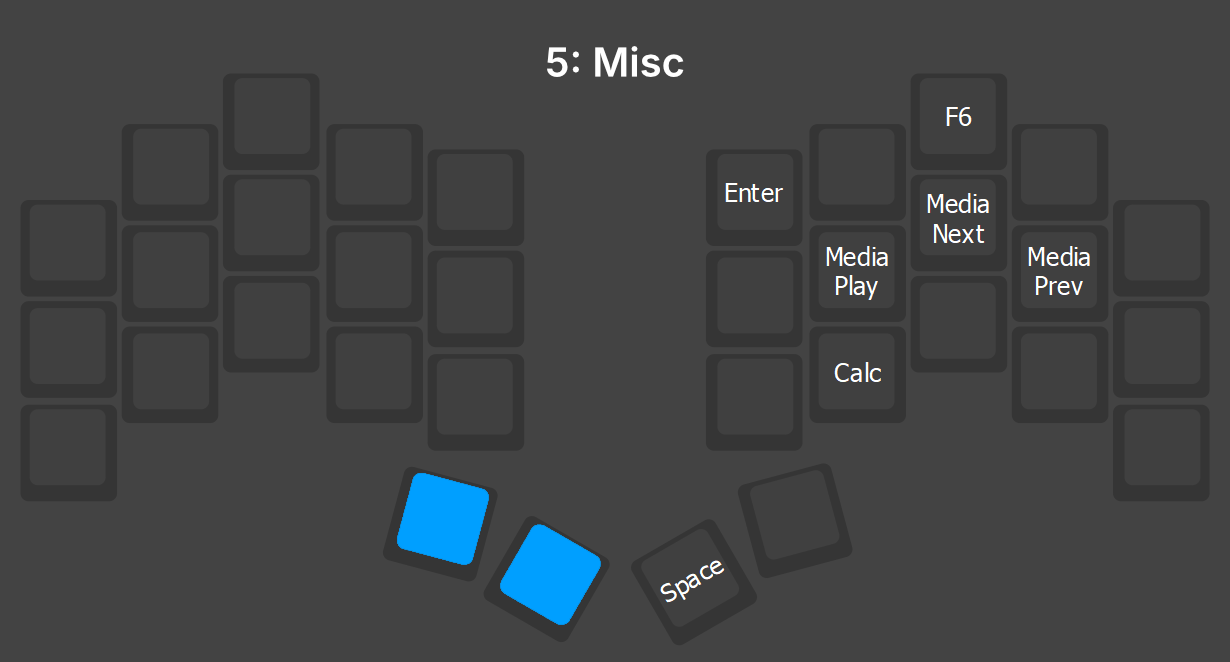 5: Misc
F6
Enter
Media
Next
Media
Play
Media
Prev
Calc
Space